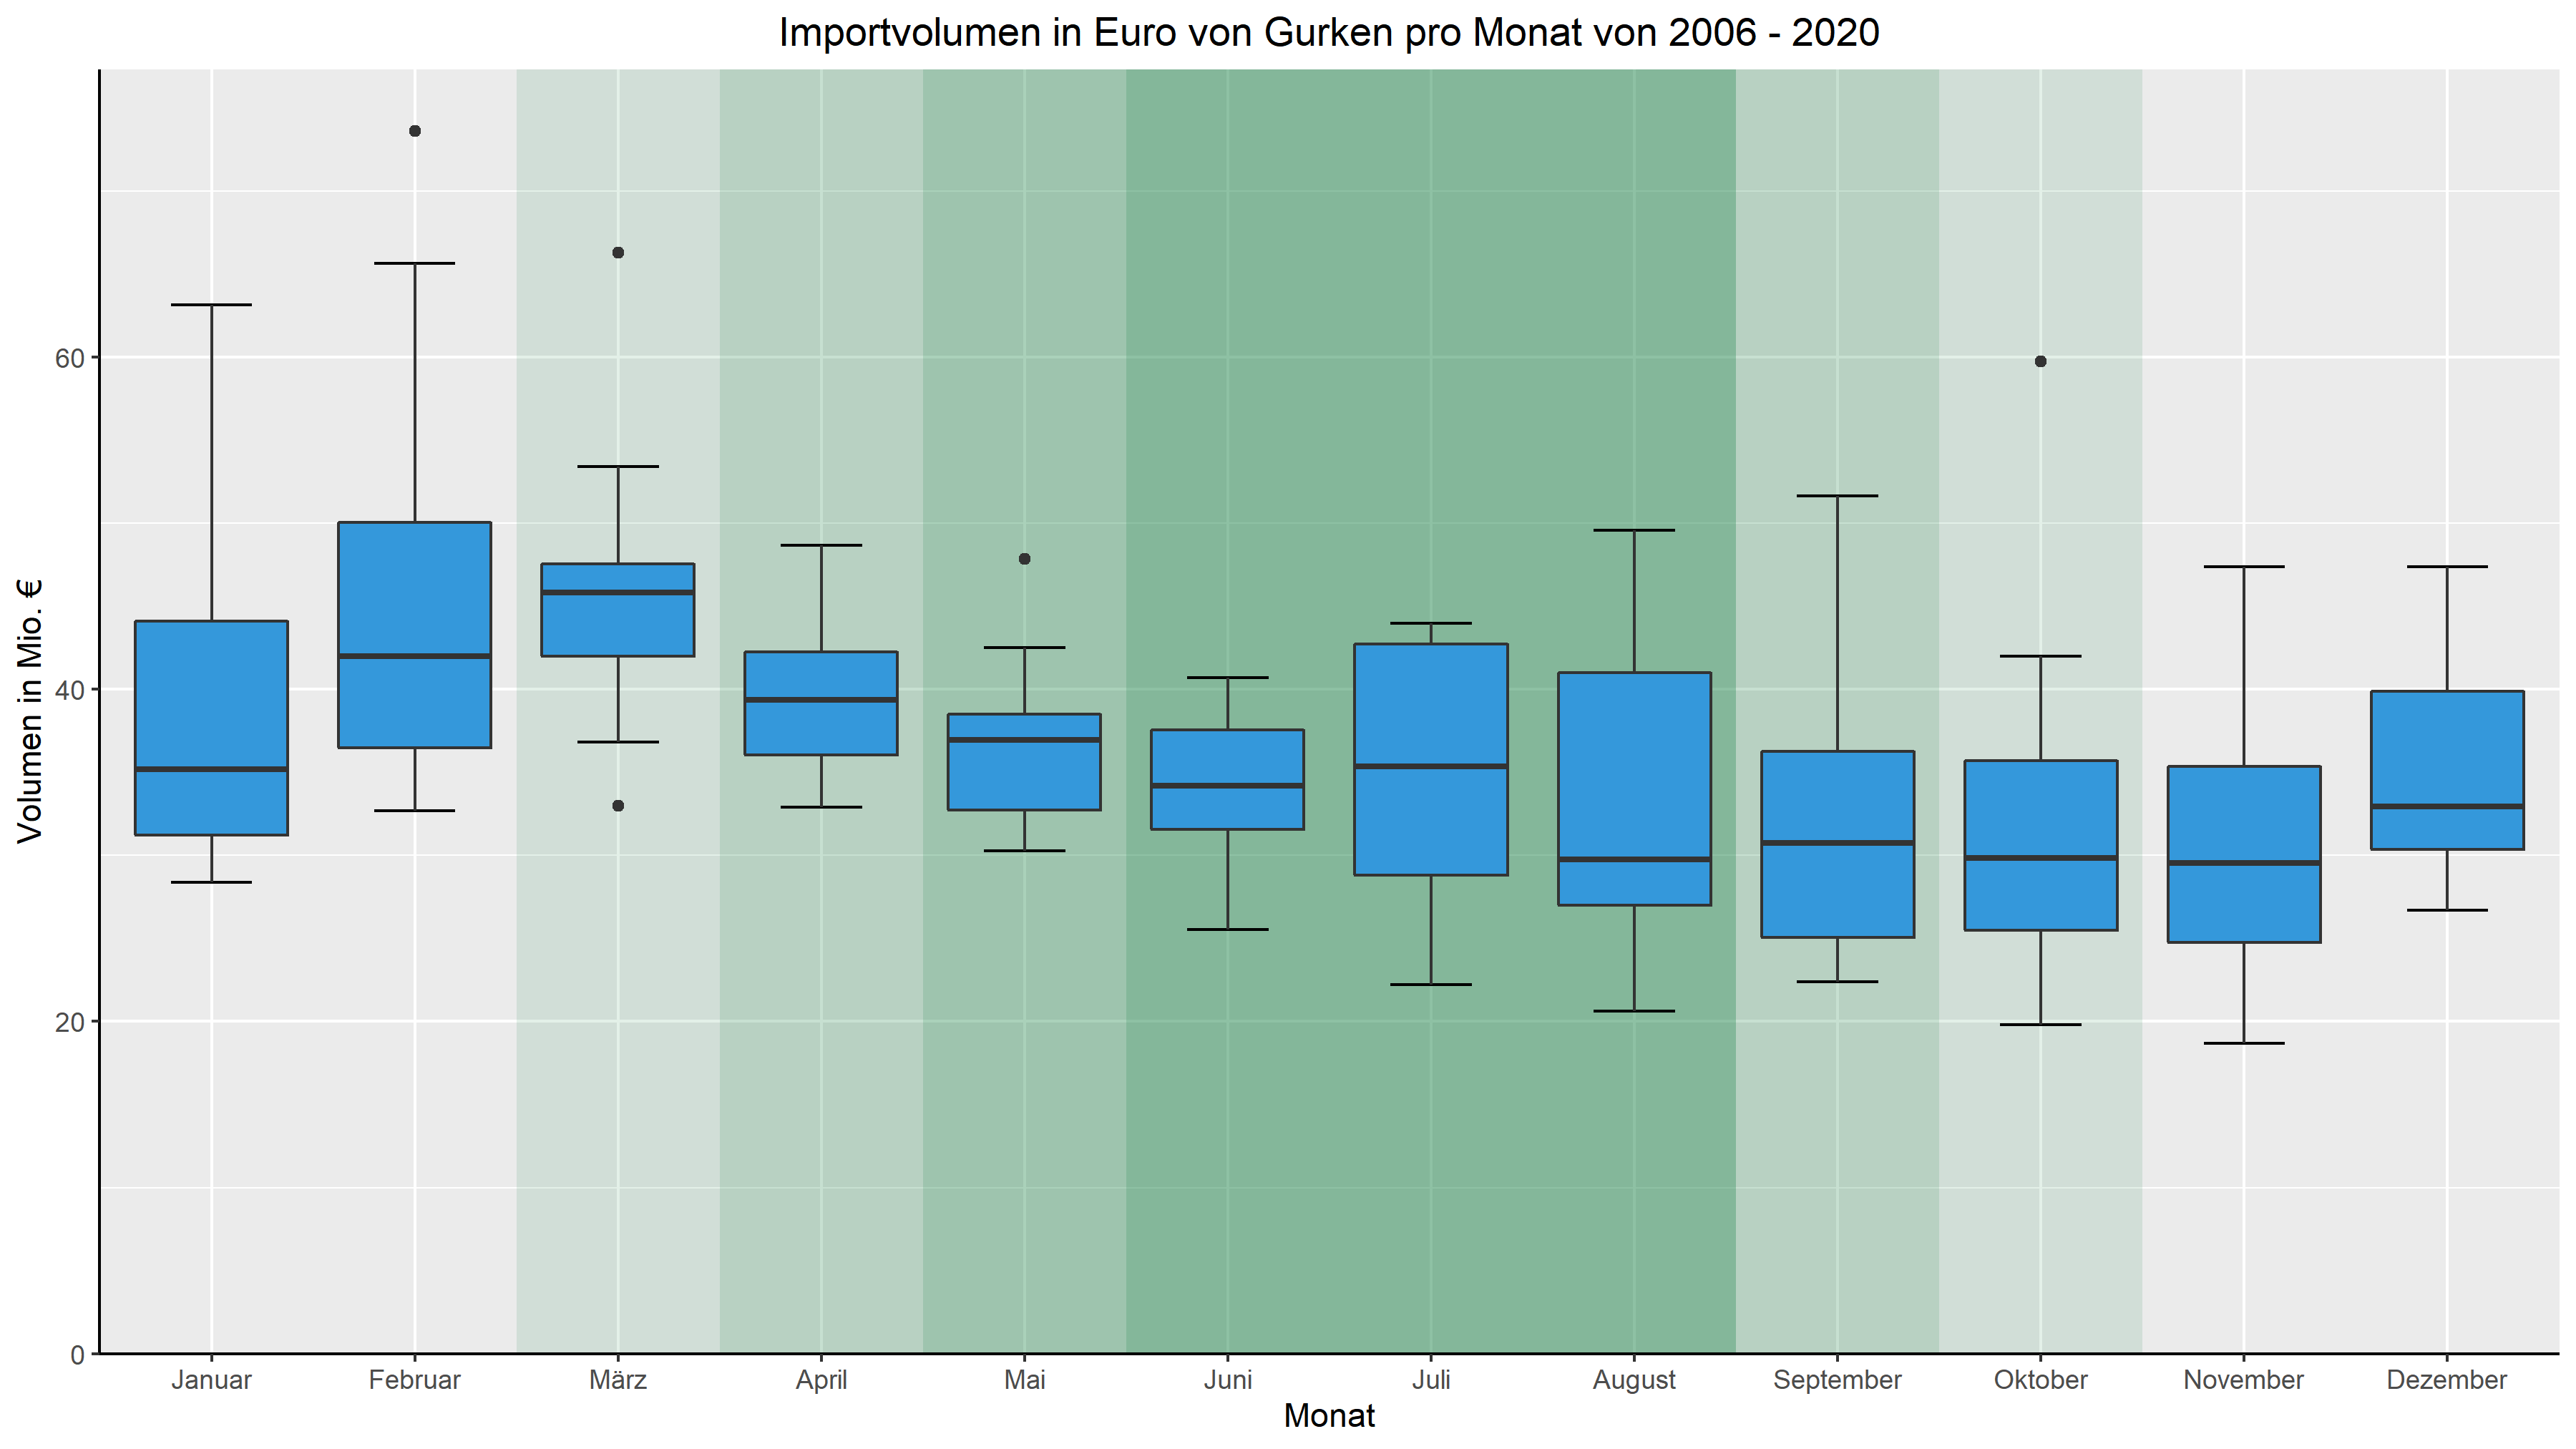 Importvolumen in Euro von Gurken pro Monat von 2006 - 2020
Volumen in Mio. €
60
40
20
0
Januar Februar März April Mai Juni Juli August September Oktober November Dezember
Monat